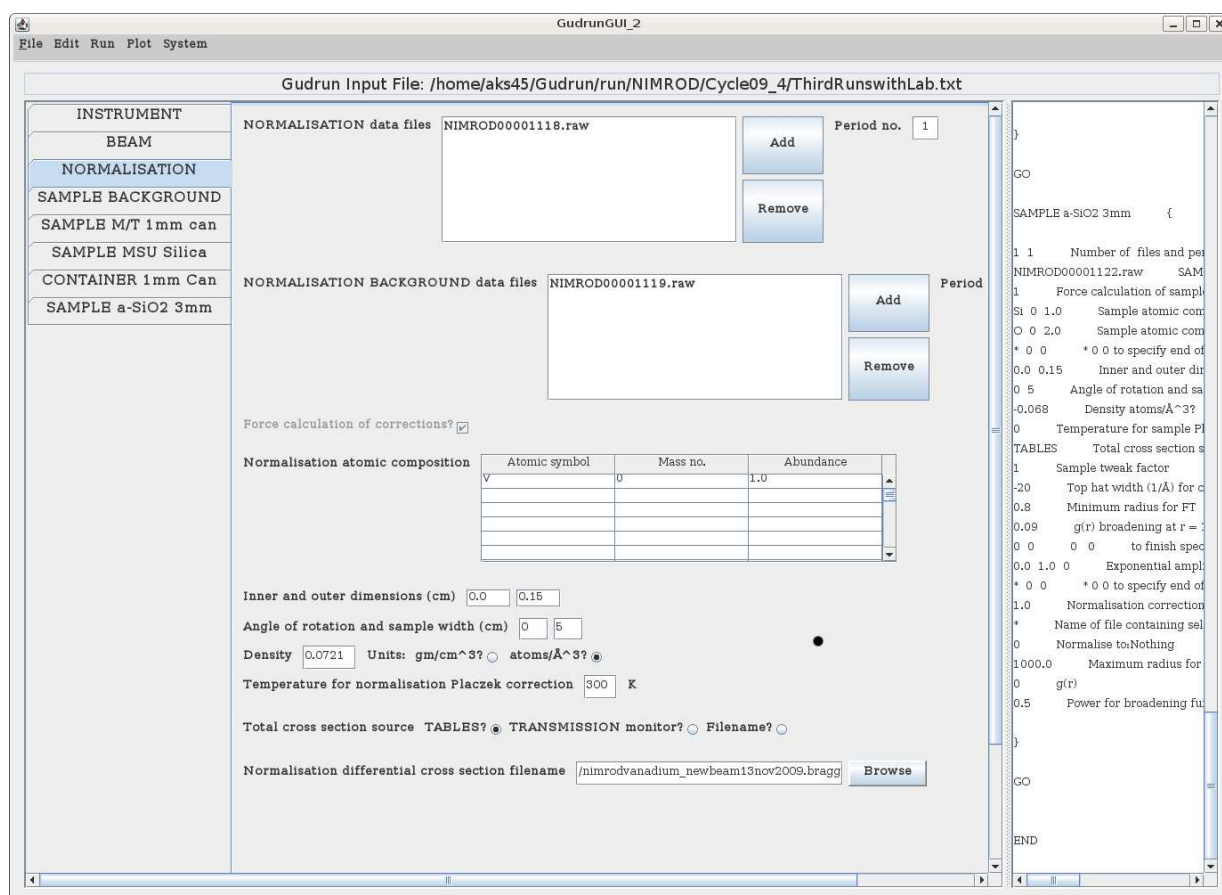 GudrunGUI_2
File Edit Run Plot System
Gudrun Input File: /home/aks45/Gudrun/run/NIMROD/Cycle09_4/ThirdRunswithLab.txt
INSTRUMENT
BEAM
NORMALISATION
SAMPLE BACKGROUND
SAMPLE M/T 1mm can
SAMPLE MSU Silica
CONTAINER 1mm Can
SAMPLE a-SiO2 3mm
NORMALISATION data files NIMROD00001118.raw Add Period no. 1
Remove
NORMALISATION BACKGROUND data files NIMROD00001119.raw Add Period
Remove
Force calculation of corrections?
Normalisation atomic composition Atomic symbol Mass no. Abundance
V 0 1.0
Inner and outer dimensions (cm) 0.0 0.15
Angle of rotation and sample width (cm) 0 5
Density 0.0721 Units: gm/cm^3? atoms/Å^3?
Temperature for normalisation Placzek correction 300 K
Total cross section source TABLES? TRANSMISSION monitor? Filename?
Normalisation differential cross section filename /nimrodvanadium_newbeam13nov2009.bragg Browse
}
GO
SAMPLE a-SiO2 3mm {
1 1 Number of files and per
NIMROD00001122.raw SAM
1 Force calculation of sampl
Si 0 1.0 Sample atomic com
O 0 2.0 Sample atomic com
* 0 0 * 0 0 to specify end of
0.0 0.15 Inner and outer dir
0 5 Angle of rotation and sa
-0.068 Density atoms/Å^3?
0 Temperature for sample Pl
TABLES Total cross section s
1 Sample tweak factor
-20 Top hat width (1/Å) for c
0.8 Minimum radius for FT
0.09 g(r) broadening at r = 1
0 0 0 0 to finish spec
0.0 1.0 0 Exponential ampl
* 0 0 * 0 0 to specify end of
1.0 Normalisation correction
* Name of file containing sel
0 Normalise to:Nothing
1000.0 Maximum radius for
0 g(r)
0.5 Power for broadening fu
}
GO
END